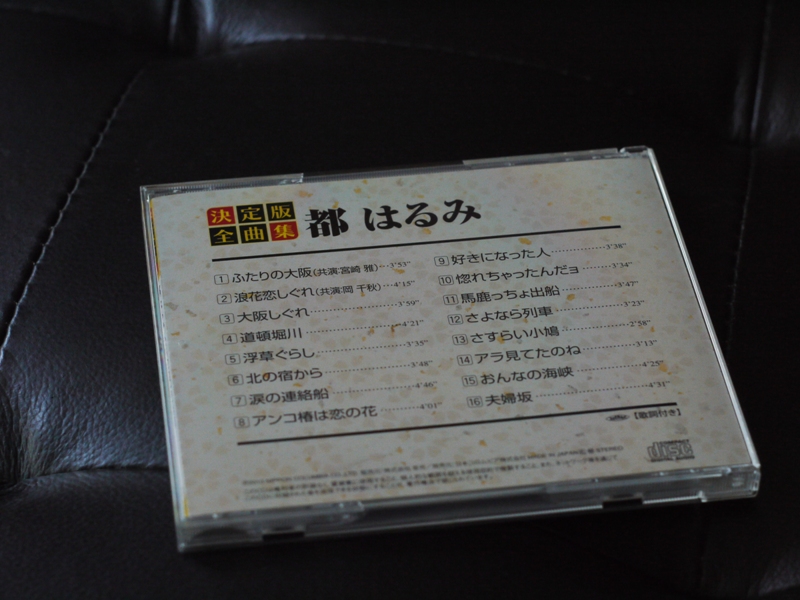 決定版
全曲集
都 はるみ
1 ふたりの大阪(共演:宮崎 雅)…3'53"
2 浪花恋しぐれ(共演:岡 千秋)…4'15"
3 大阪しぐれ…3'59"
4 道頓堀川…4'21"
5 浮草ぐらし…3'35"
6 北の宿から…3'48"
7 涙の連絡船…4'46"
8 アンコ椿は恋の花…4'01"
9 好きになった人…3'38"
10 惚れちゃったんだョ…3'34"
11 馬鹿っちょ出船…3'47"
12 さよなら列車…3'23"
13 さすらい小鳩…2'58"
14 アラ見てたのね…3'13"
15 おんなの海峡…4'25"
16 夫婦坂…4'31"
【歌詞付き】
disc